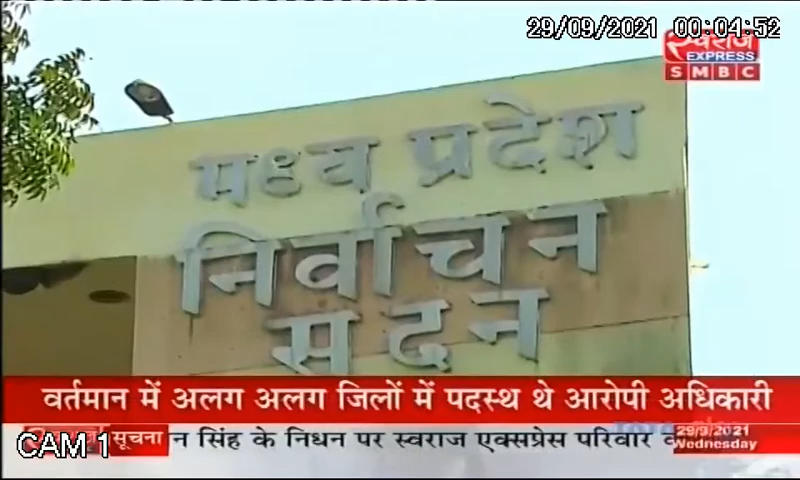 29/09/2021 00:04:52
स्वराज
EXPRESS
SMBC
मध्य प्रदेश
निर्वाचन
सदन
वर्तमान में अलग अलग जिलों में पदस्थ थे आरोपी अधिकारी
CAM 1
सूचना
न सिंह के निधन पर स्वराज एक्सप्रेस परिवार
29/9/2021
Wednesday